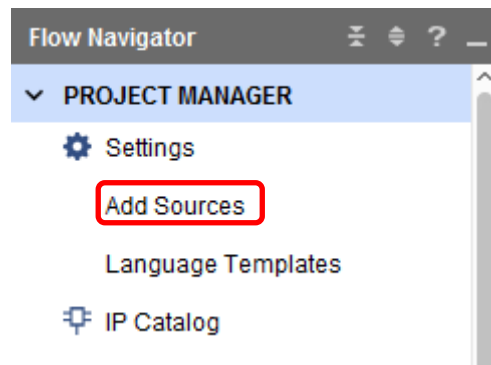 Flow Navigator ?
PROJECT MANAGER
Settings
Add Sources
Language Templates
IP Catalog